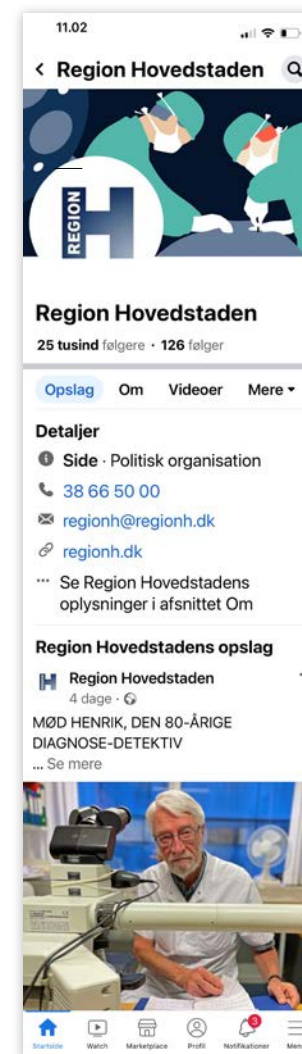 11.02
Region Hovedstaden
REGION
H
Region Hovedstaden
25 tusind følgere · 126 følger
Opslag Om Videoer Mere
Detaljer
Side · Politisk organisation
38 66 50 00
regionh@regionh.dk
regionh.dk
Se Region Hovedstadens
oplysninger i afsnittet Om
Region Hovedstadens opslag
H Region Hovedstaden
4 dage ·
MØD HENRIK, DEN 80-ÅRIGE
DIAGNOSE-DETEKTIV
... Se mere
3
Startside Watch Marketplace Profil Notifikationer